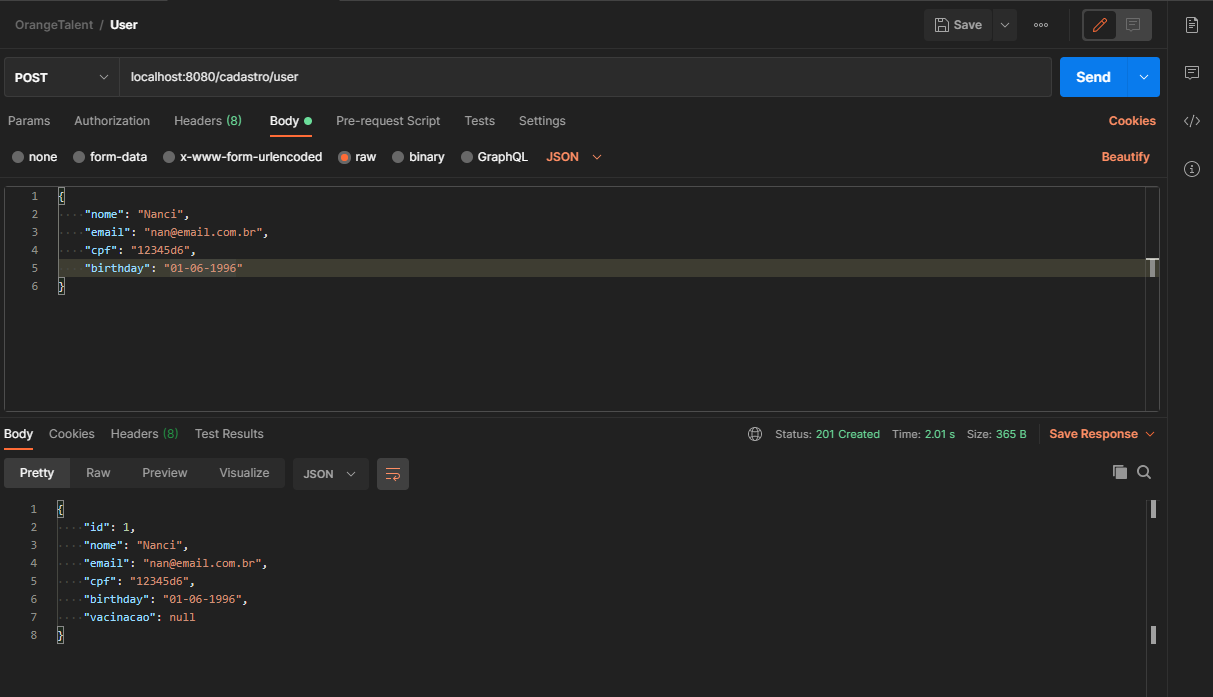 OrangeTalent / User
Save
POST
localhost:8080/cadastro/user
Send
Params Authorization Headers (8) Body Pre-request Script Tests Settings Cookies
none form-data x-www-form-urlencoded raw binary GraphQL JSON Beautify
1 {
2 "nome": "Nanci",
3 "email": "nan@email.com.br",
4 "cpf": "12345d6",
5 "birthday": "01-06-1996"
6 }
Body Cookies Headers (8) Test Results Status: 201 Created Time: 2.01 s Size: 365 B Save Response
Pretty Raw Preview Visualize JSON
1 {
2 "id": 1,
3 "nome": "Nanci",
4 "email": "nan@email.com.br",
5 "cpf": "12345d6",
6 "birthday": "01-06-1996",
7 "vacinacao": null
8 }